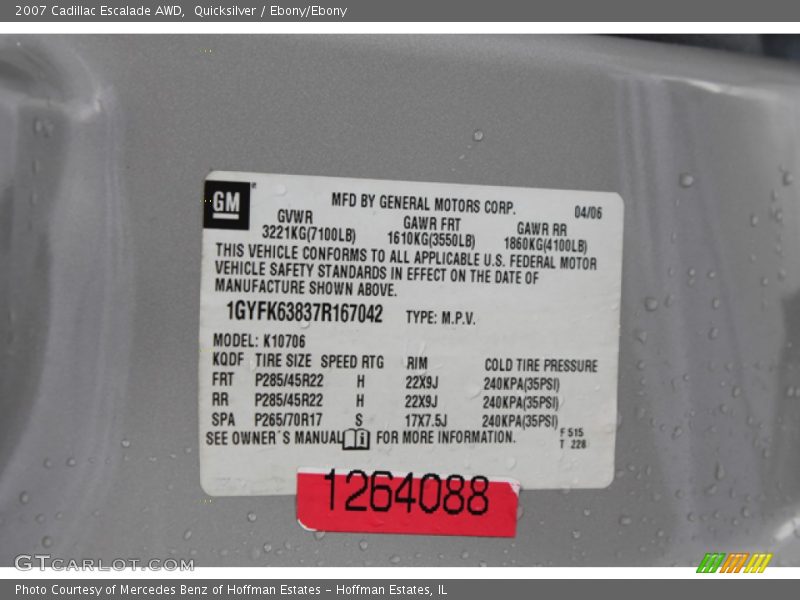 2007 Cadillac Escalade AWD,  Quicksilver / Ebony/Ebony
GM
MFD BY GENERAL MOTORS CORP.
04/06
GVWR GAWR FRT GAWR RR
3221KG(7100LB) 1610KG(3550LB) 1860KG(4100LB)
THIS VEHICLE CONFORMS TO ALL APPLICABLE U.S. FEDERAL MOTOR
VEHICLE SAFETY STANDARDS IN EFFECT ON THE DATE OF
MANUFACTURE SHOWN ABOVE.
1GYFK63837R167042 TYPE: M.P.V.
MODEL: K10706
KQDF TIRE SIZE SPEED RTG RIM COLD TIRE PRESSURE
FRT P285/45R22 H 22X9J 240KPA(35PSI)
RR P285/45R22 H 22X9J 240KPA(35PSI)
SPA P265/70R17 S 17X7.5J 240KPA(35PSI)
SEE OWNER'S MANUAL FOR MORE INFORMATION.
F 515
T 228
1264088
GTCARLOT.COM
Photo Courtesy of Mercedes Benz of Hoffman Estates - Hoffman Estates, IL